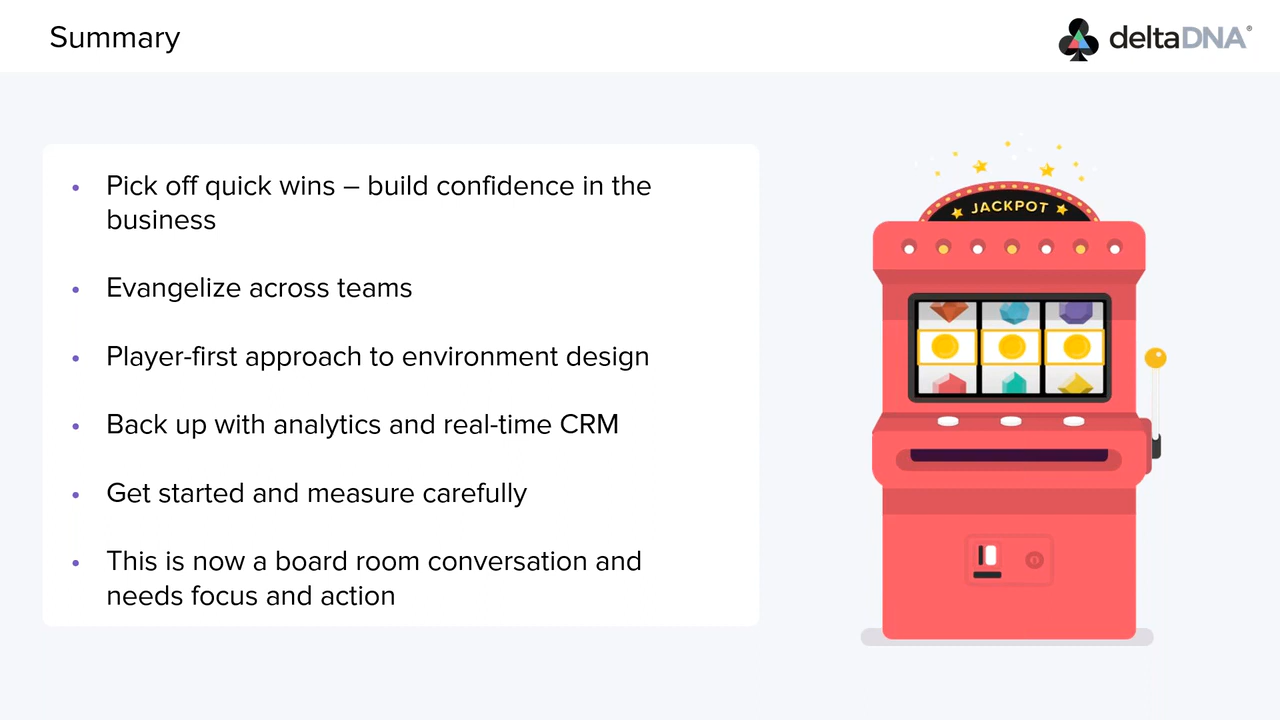 Summary
deltaDNA®
• Pick off quick wins – build confidence in the
business
• Evangelize across teams
• Player-first approach to environment design
• Back up with analytics and real-time CRM
• Get started and measure carefully
• This is now a board room conversation and
needs focus and action
JACKPOT